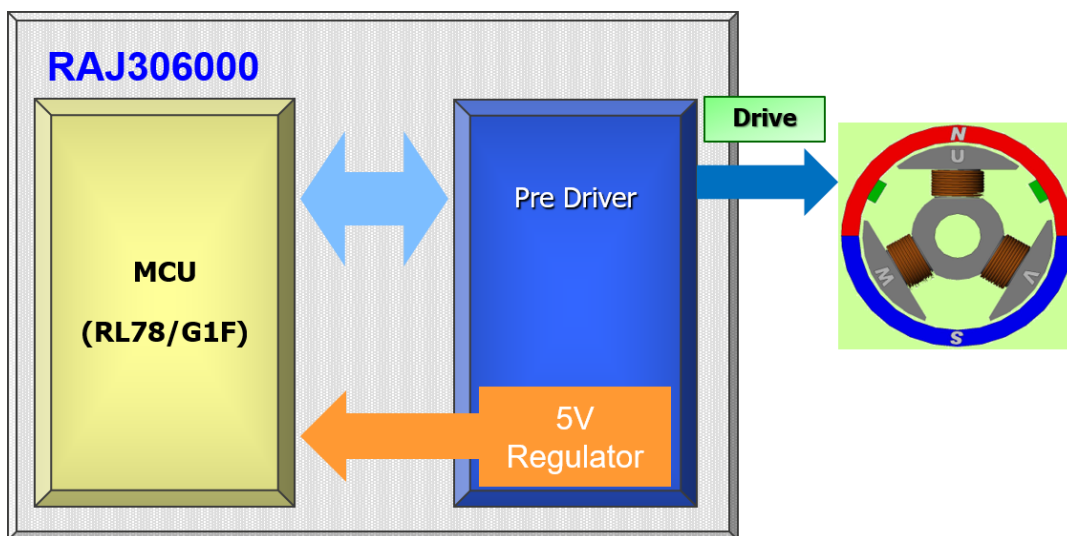 RAJ306000
MCU
(RL78/G1F)
Pre Driver
5V
Regulator
Drive
N
U
W
V
S